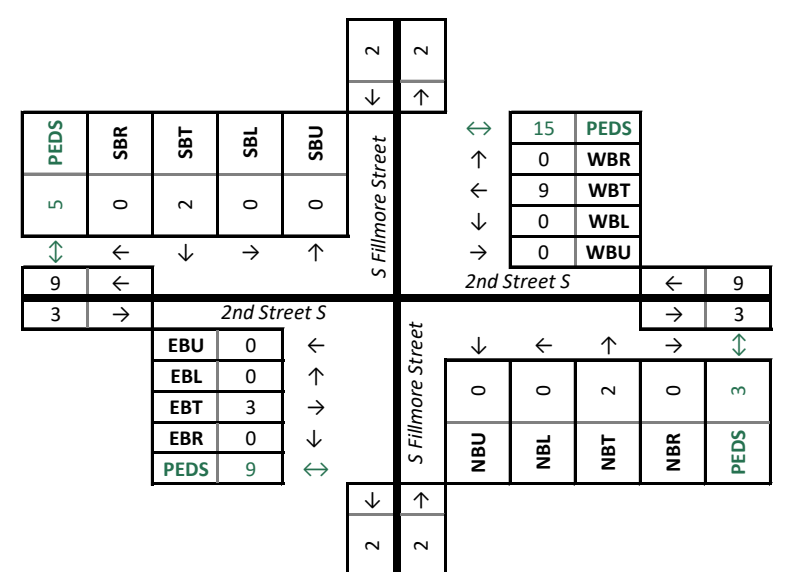 2 2
↓ ↑
PEDS SBR SBT SBL SBU
5 0 2 0 0
↕ ← ↓ → ↑
S Fillmore Street
↔ 15 PEDS
↑ 0 WBR
← 9 WBT
↓ 0 WBL
→ 0 WBU
9 ←
3 →
2nd Street S
← 9
→ 3
2nd Street S
EBU 0 ←
EBL 0 ↑
EBT 3 →
EBR 0 ↓
PEDS 9 ↔
S Fillmore Street
↓ ← ↑ → ↕
0 0 2 0 3
NBU NBL NBT NBR PEDS
↓ ↑
2 2